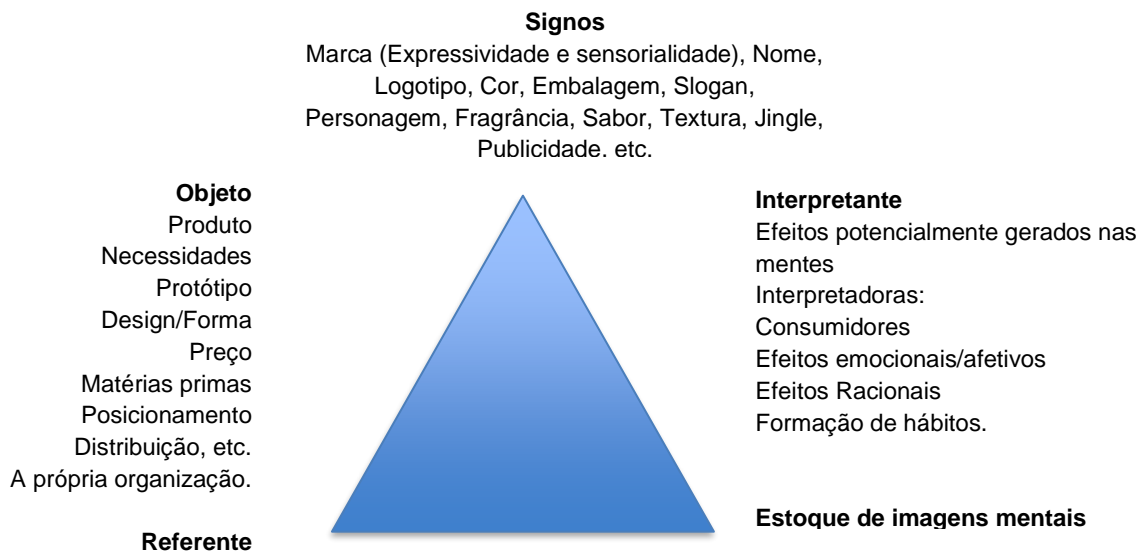 Signos
Marca (Expressividade e sensorialidade), Nome,
Logotipo, Cor, Embalagem, Slogan,
Personagem, Fragrância, Sabor, Textura, Jingle,
Publicidade. etc.
Objeto
Produto
Necessidades
Protótipo
Design/Forma
Preço
Matérias primas
Posicionamento
Distribuição, etc.
A própria organização.
Referente
Interpretante
Efeitos potencialmente gerados nas
mentes
Interpretadoras:
Consumidores
Efeitos emocionais/afetivos
Efeitos Racionais
Formação de hábitos.
Estoque de imagens mentais